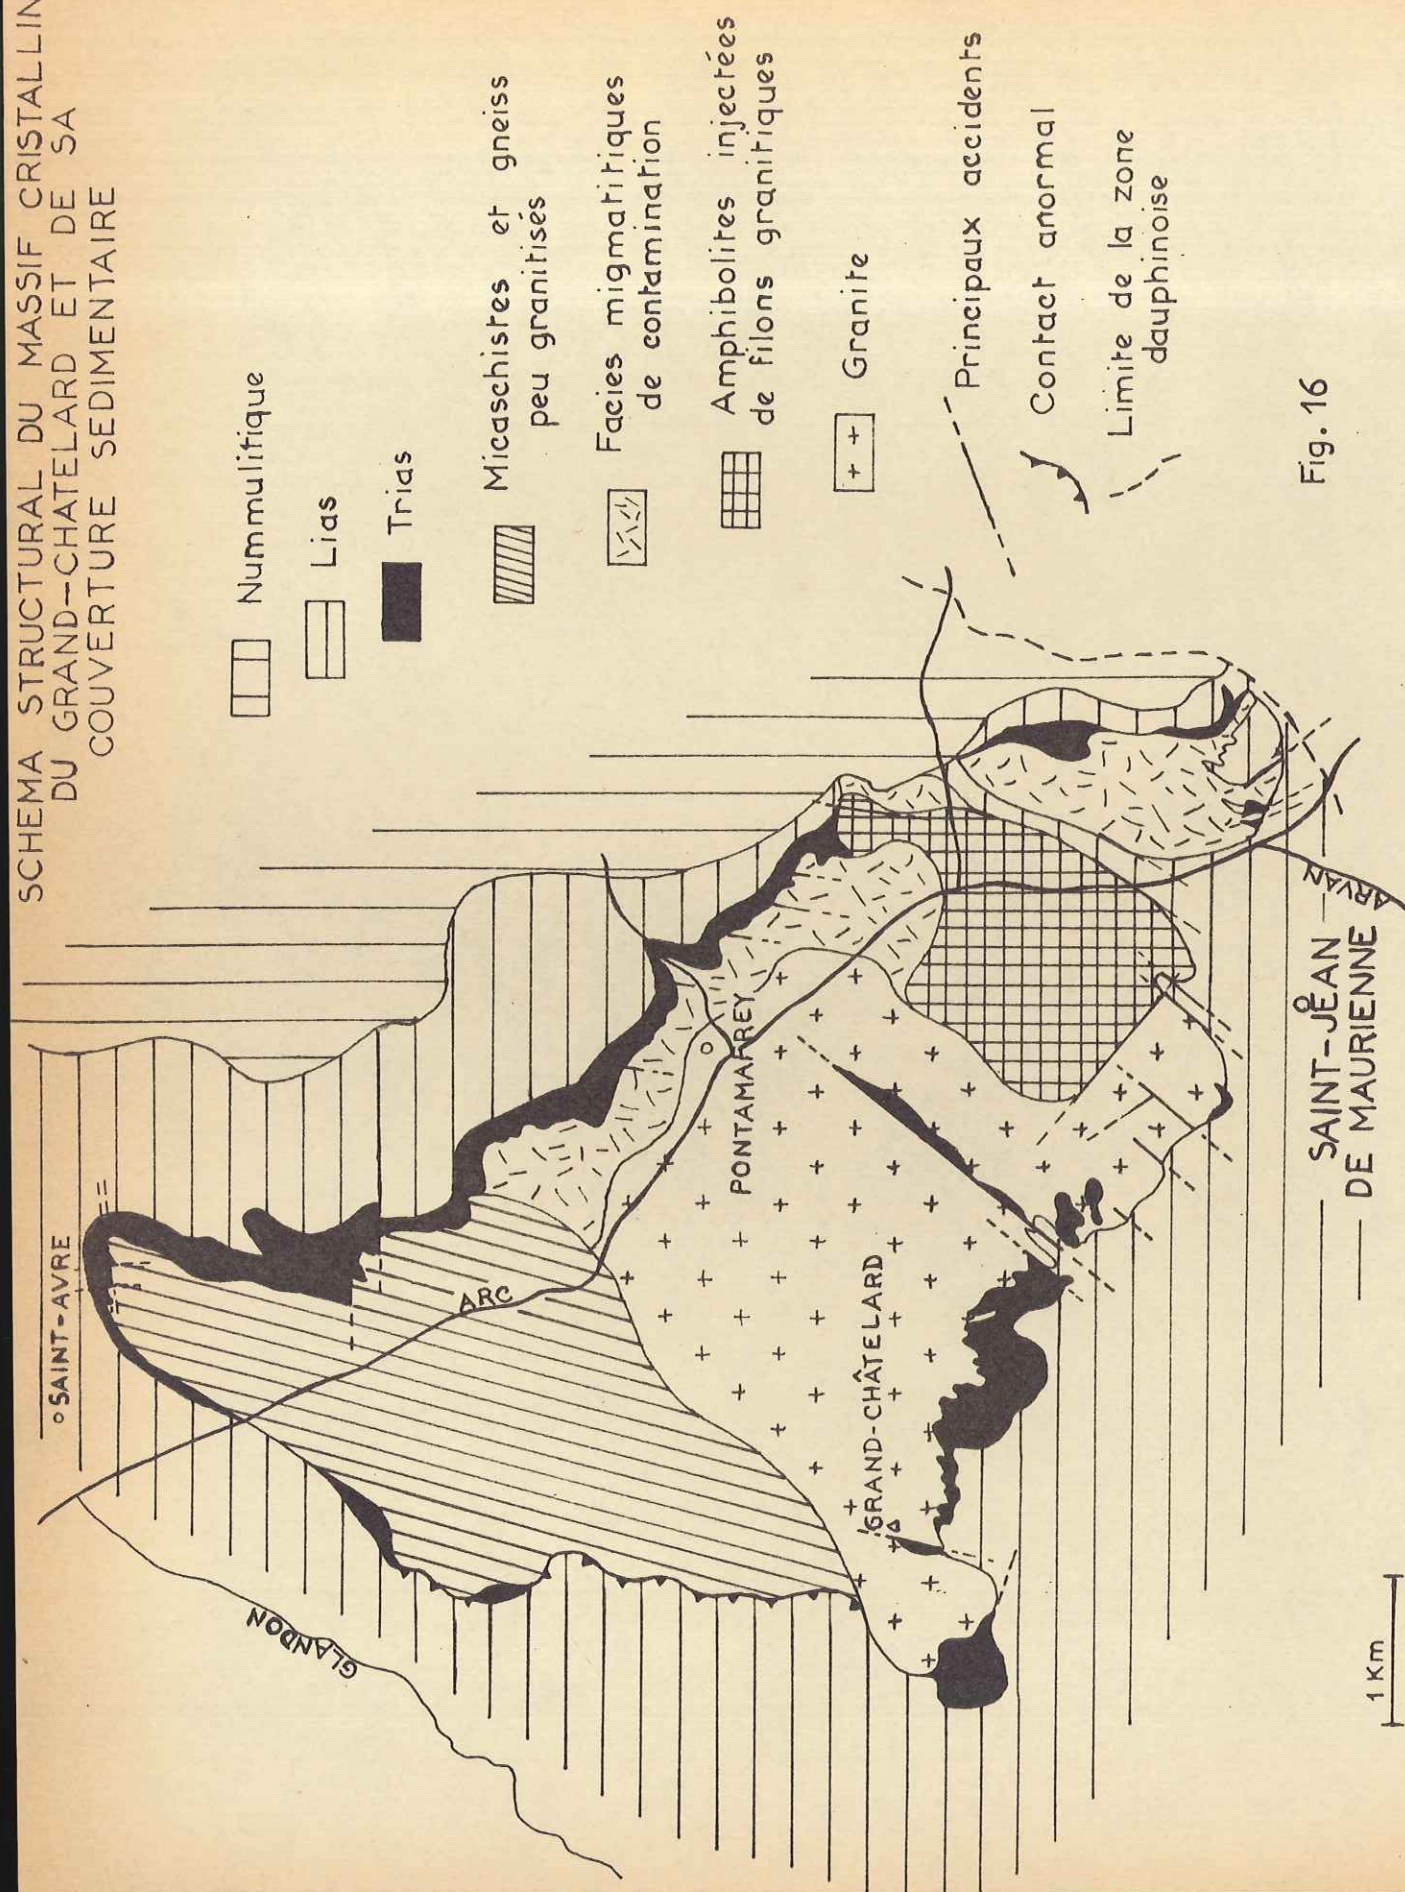 SCHEMA STRUCTURAL DU MASSIF CRISTALLIN
DU GRAND-CHATELARD ET DE SA
COUVERTURE SEDIMENTAIRE
Nummulitique
Lias
Trias
Micaschistes et gneiss
peu granitisés
Facies migmatitiques
de contamination
Amphibolites injectées
de filons granitiques
Granite
Principaux accidents
Contact anormal
Limite de la zone
dauphinoise
Fig. 16
SAINT-AVRE
ARC
GLANDON
PONTAMAFREY
GRAND-CHÂTELARD
ARVAN
SAINT-JEAN
DE MAURIENNE
1 Km